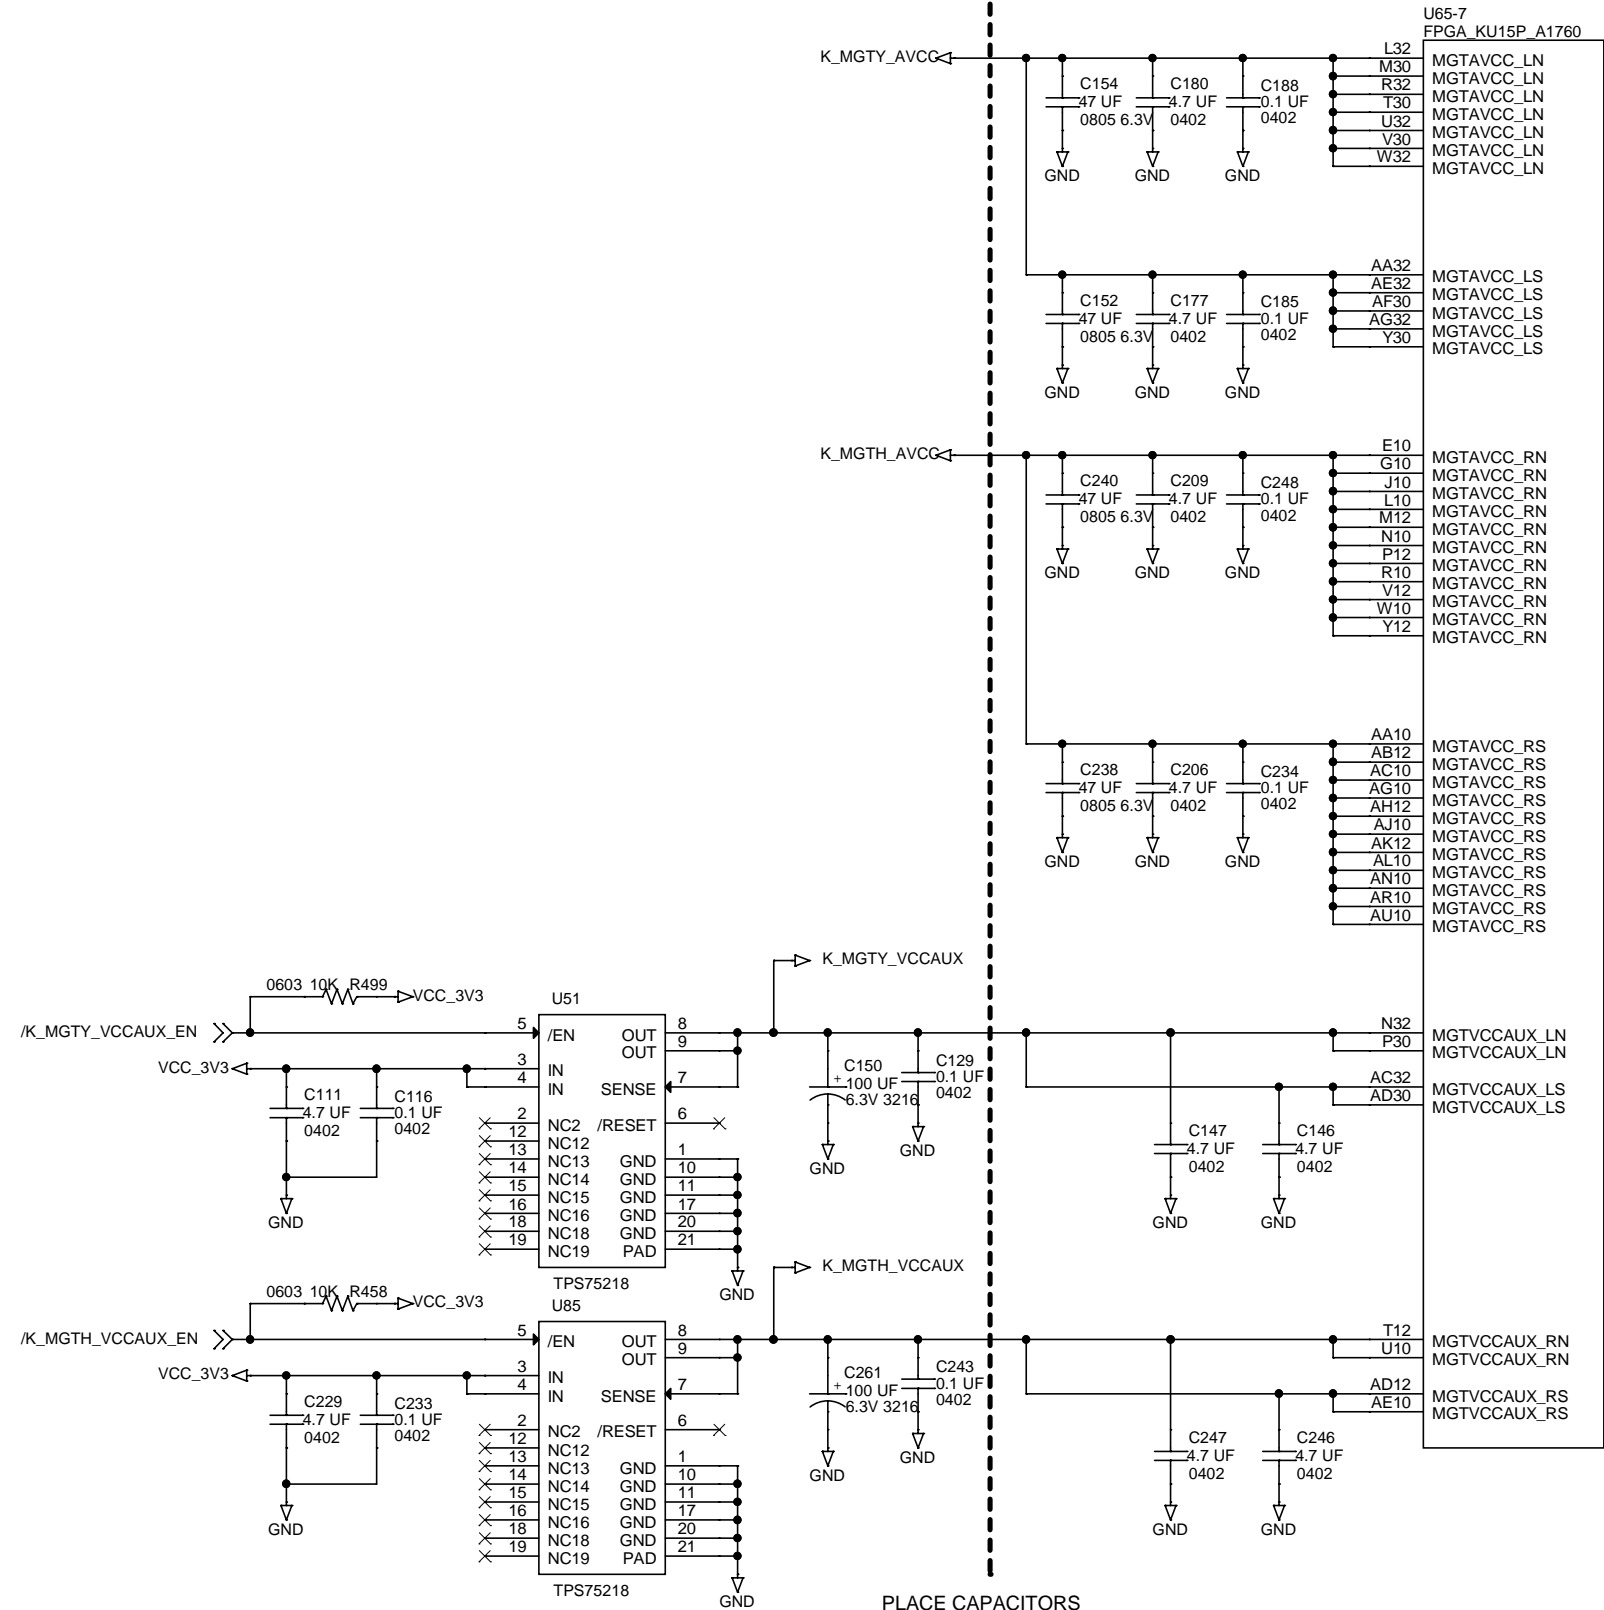 U65-7
FPGA_KU15P_A1760
K_MGTY_AVCC
C154
47 UF
0805 6.3V
C180
4.7 UF
0402
C188
0.1 UF
0402
GND
GND
GND
L32 MGTAVCC_LN
M30 MGTAVCC_LN
R32 MGTAVCC_LN
T30 MGTAVCC_LN
U32 MGTAVCC_LN
V30 MGTAVCC_LN
W32 MGTAVCC_LN
C152
47 UF
0805 6.3V
C177
4.7 UF
0402
C185
0.1 UF
0402
GND
GND
GND
AA32 MGTAVCC_LS
AE32 MGTAVCC_LS
AF30 MGTAVCC_LS
AG32 MGTAVCC_LS
Y30 MGTAVCC_LS
K_MGTH_AVCC
C240
47 UF
0805 6.3V
C209
4.7 UF
0402
C248
0.1 UF
0402
GND
GND
GND
E10 MGTAVCC_RN
G10 MGTAVCC_RN
J10 MGTAVCC_RN
L10 MGTAVCC_RN
M12 MGTAVCC_RN
N10 MGTAVCC_RN
P12 MGTAVCC_RN
R10 MGTAVCC_RN
V12 MGTAVCC_RN
W10 MGTAVCC_RN
Y12 MGTAVCC_RN
C238
47 UF
0805 6.3V
C206
4.7 UF
0402
C234
0.1 UF
0402
GND
GND
GND
AA10 MGTAVCC_RS
AB12 MGTAVCC_RS
AC10 MGTAVCC_RS
AG10 MGTAVCC_RS
AH12 MGTAVCC_RS
AJ10 MGTAVCC_RS
AK12 MGTAVCC_RS
AL10 MGTAVCC_RS
AN10 MGTAVCC_RS
AR10 MGTAVCC_RS
AU10 MGTAVCC_RS
K_MGTY_VCCAUX
0603 10K R499
VCC_3V3
/K_MGTY_VCCAUX_EN
VCC_3V3
C111
4.7 UF
0402
C116
0.1 UF
0402
GND
U51
5 /EN OUT 8
OUT 9
3 IN
4 IN SENSE 7
2 NC2 /RESET 6
12 NC12
13 NC13 GND 1
14 NC14 GND 10
15 NC15 GND 11
16 NC16 GND 17
18 NC18 GND 20
19 NC19 PAD 21
TPS75218
GND
C150
+
100 UF
6.3V 3216
GND
C129
0.1 UF
0402
GND
C147
4.7 UF
0402
GND
C146
4.7 UF
0402
GND
N32 MGTVCCAUX_LN
P30 MGTVCCAUX_LN
AC32 MGTVCCAUX_LS
AD30 MGTVCCAUX_LS
K_MGTH_VCCAUX
0603 10K R458
VCC_3V3
/K_MGTH_VCCAUX_EN
VCC_3V3
C229
4.7 UF
0402
C233
0.1 UF
0402
GND
U85
5 /EN OUT 8
OUT 9
3 IN
4 IN SENSE 7
2 NC2 /RESET 6
12 NC12
13 NC13 GND 1
14 NC14 GND 10
15 NC15 GND 11
16 NC16 GND 17
18 NC18 GND 20
19 NC19 PAD 21
TPS75218
GND
C261
+
100 UF
6.3V 3216
GND
C243
0.1 UF
0402
GND
C247
4.7 UF
0402
GND
C246
4.7 UF
0402
GND
T12 MGTVCCAUX_RN
U10 MGTVCCAUX_RN
AD12 MGTVCCAUX_RS
AE10 MGTVCCAUX_RS
PLACE CAPACITORS